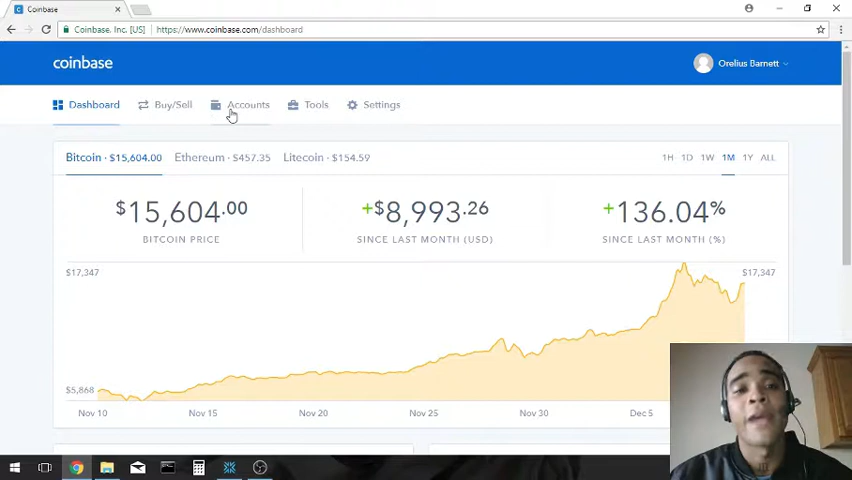 Coinbase
Coinbase, Inc. [US] https://www.coinbase.com/dashboard
coinbase
Orelius Barnett
Dashboard Buy/Sell Accounts Tools Settings
Bitcoin · $15,604.00 Ethereum · $457.35 Litecoin · $154.59 1H 1D 1W 1M 1Y ALL
$15,604.00 +$8,993.26 +136.04%
BITCOIN PRICE SINCE LAST MONTH (USD) SINCE LAST MONTH (%)
$17,347 $17,347
$5,868
Nov 10 Nov 15 Nov 20 Nov 25 Nov 30 Dec 5